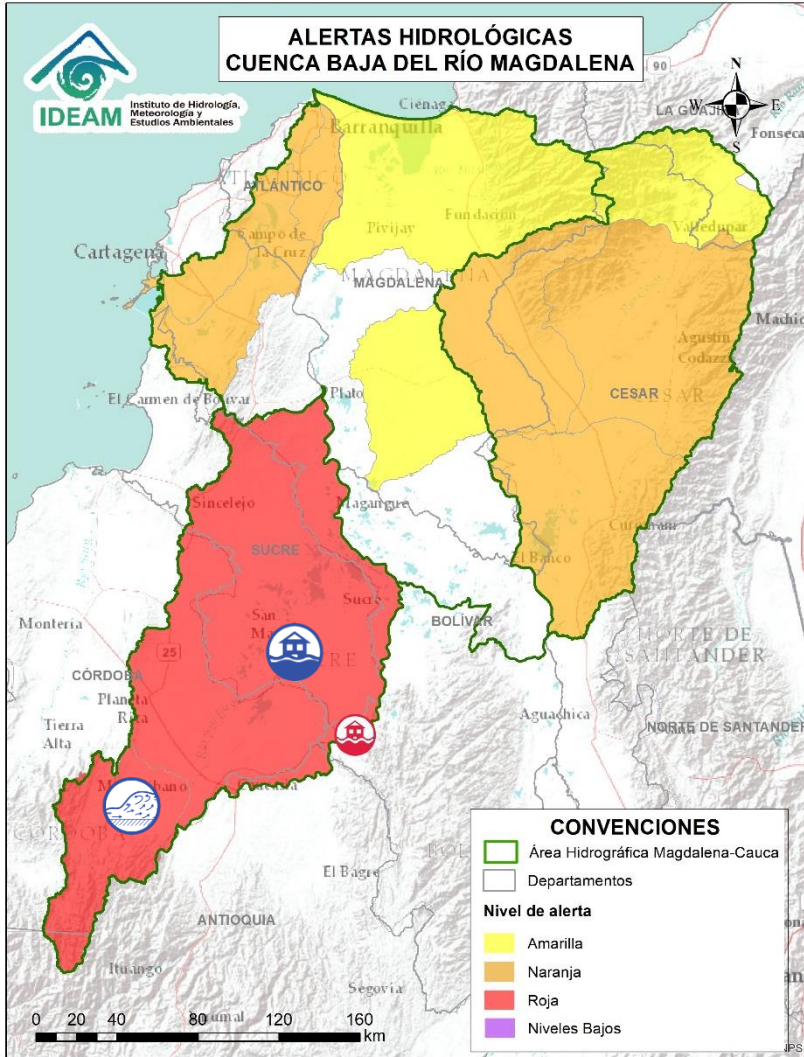 ALERTAS HIDROLÓGICAS
CUENCA BAJA DEL RÍO MAGDALENA
IDEAM
Instituto de Hidrología,
Meteorología y
Estudios Ambientales
90
N
W
E
S
LA GUAJIRA
Fonseca
Ciénaga
Barranquilla
ATLÁNTICO
Pivijay
Fundación
Valledupar
Campo de
la Cruz
Cartagena
MAGDALENA
Agustín
Codazzi
CESAR
El Carmen de Bolívar
Plato
Sincelejo
Magangué
SUCRE
El Banco
Sucre
San
BOLÍVAR
Montería
NORTE DE
SANTANDER
25
CÓRDOBA
Planeta
Rica
Tierra
Alta
Aguachica
NORTE DE SANTANDER
El Bagre
ANTIOQUIA
Ituango
Segovia
0 40 80 120 160
km
CONVENCIONES
Área Hidrográfica Magdalena-Cauca
Departamentos
Nivel de alerta
Amarilla
Naranja
Roja
Niveles Bajos